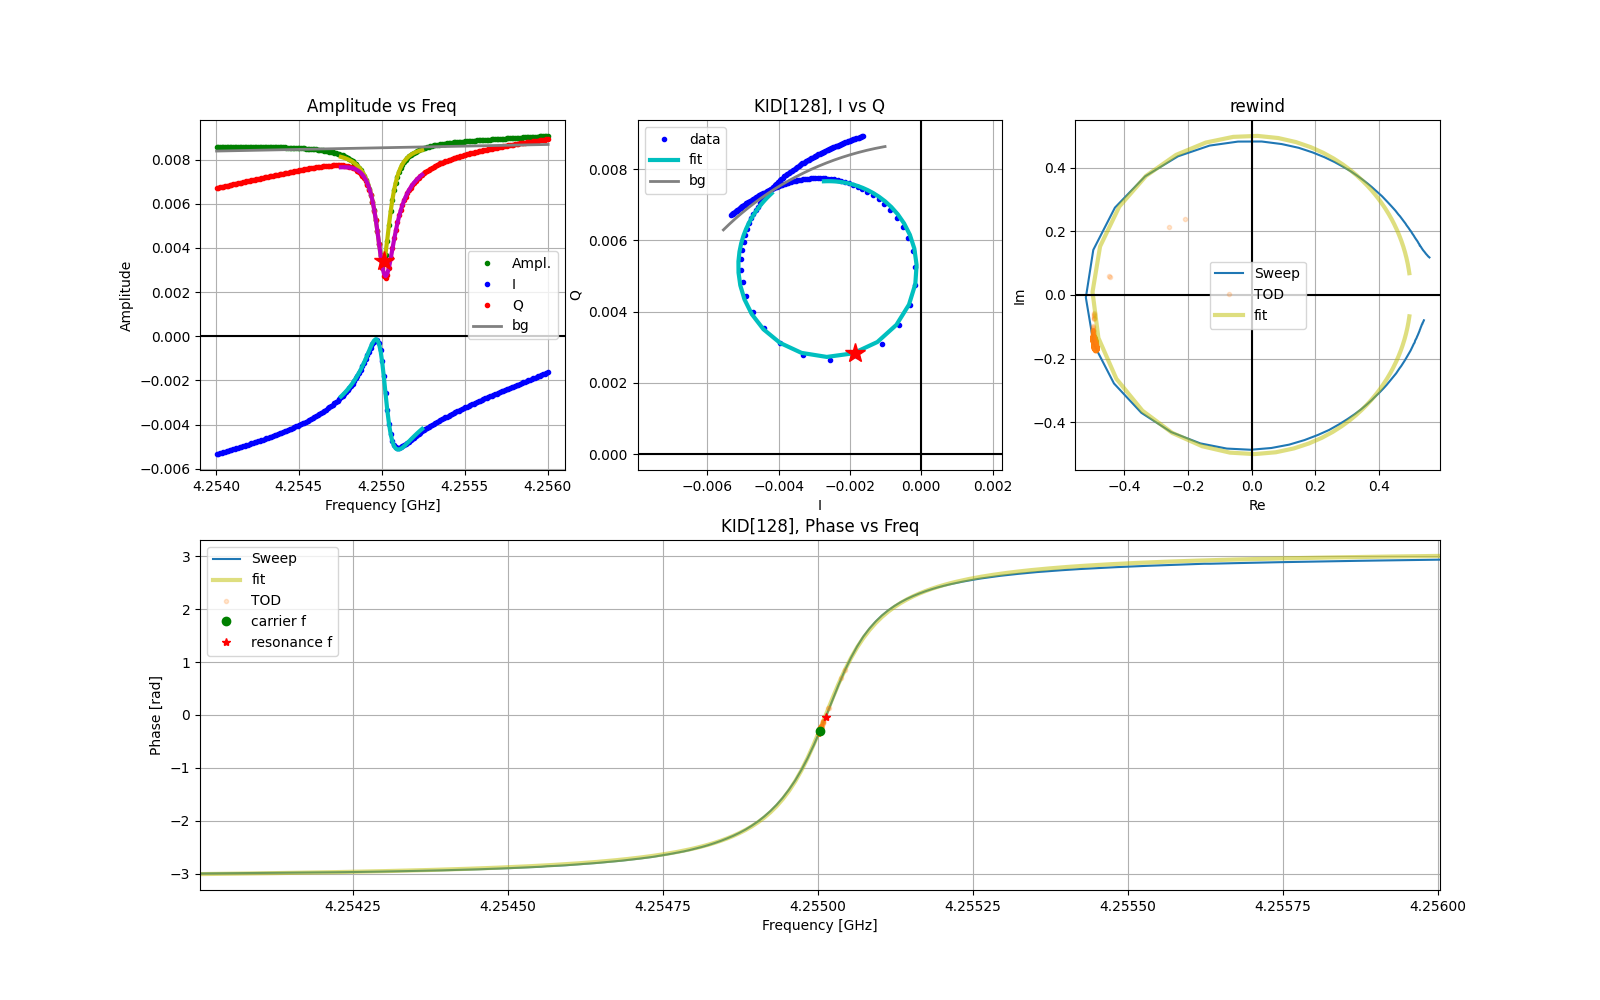 Amplitude vs Freq
Amplitude
0.008
0.006
0.004
0.002
0.000
−0.002
−0.004
−0.006
Ampl.
I
Q
bg
4.2540 4.2545 4.2550 4.2555 4.2560
Frequency [GHz]
KID[128], I vs Q
Q
0.008
0.006
0.004
0.002
0.000
data
fit
bg
−0.006 −0.004 −0.002 0.000 0.002
I
rewind
Im
0.4
0.2
0.0
−0.2
−0.4
Sweep
TOD
fit
−0.4 −0.2 0.0 0.2 0.4
Re
KID[128], Phase vs Freq
Phase [rad]
3
2
1
0
−1
−2
−3
Sweep
fit
TOD
carrier f
resonance f
4.25425 4.25450 4.25475 4.25500 4.25525 4.25550 4.25575 4.25600
Frequency [GHz]